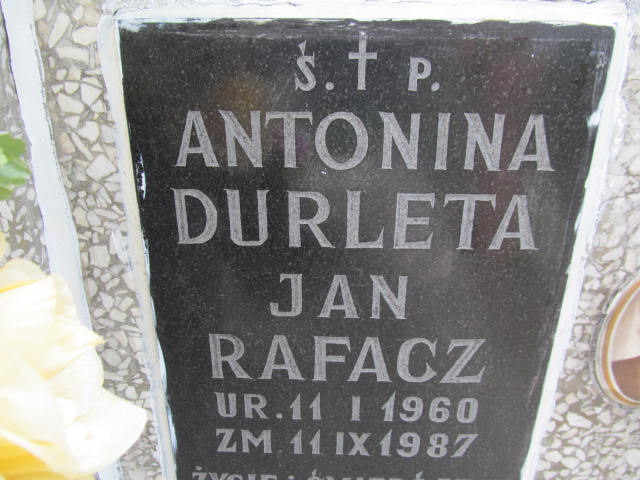 Ś. † P.
ANTONINA
DURLETA
JAN
RAFACZ
UR. 11 I 1960
ZM. 11 IX 1987